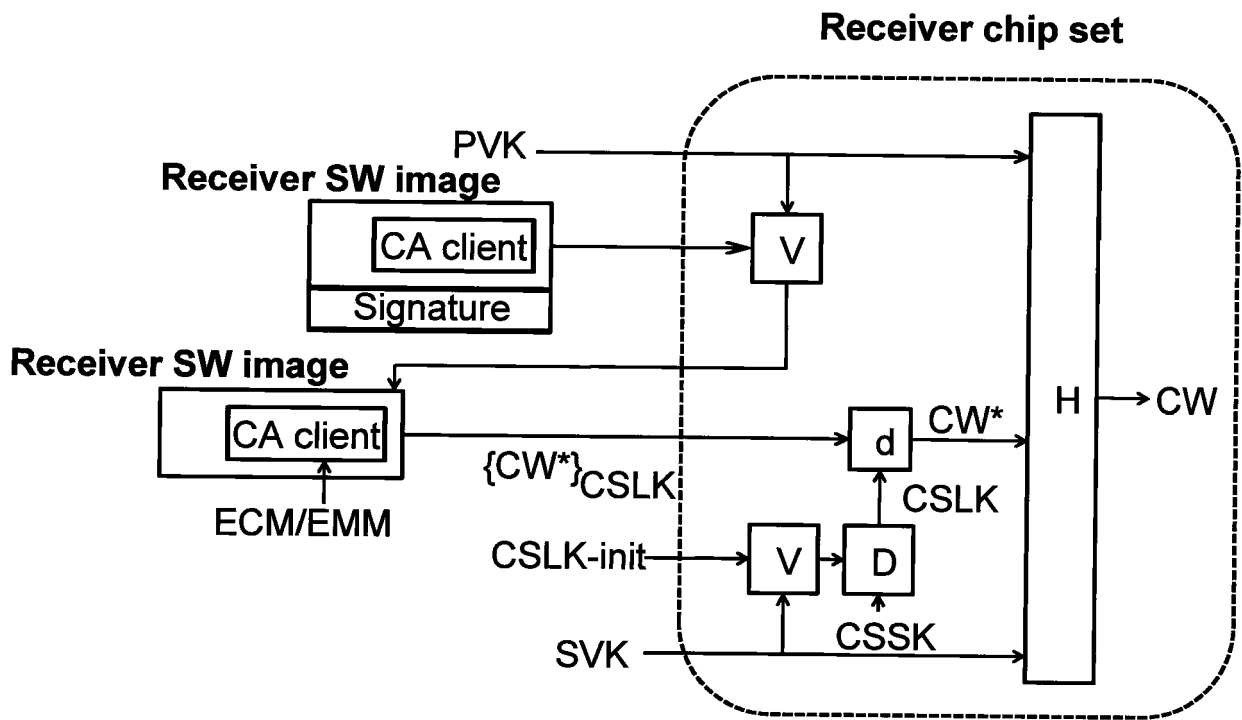 Receiver chip set
PVK
Receiver SW image
CA client
V
Signature
Receiver SW image
CA client
H
CW
d
CW*
{CW*}CSLK
CSLK
ECM/EMM
CSLK-init
V
D
CSSK
SVK